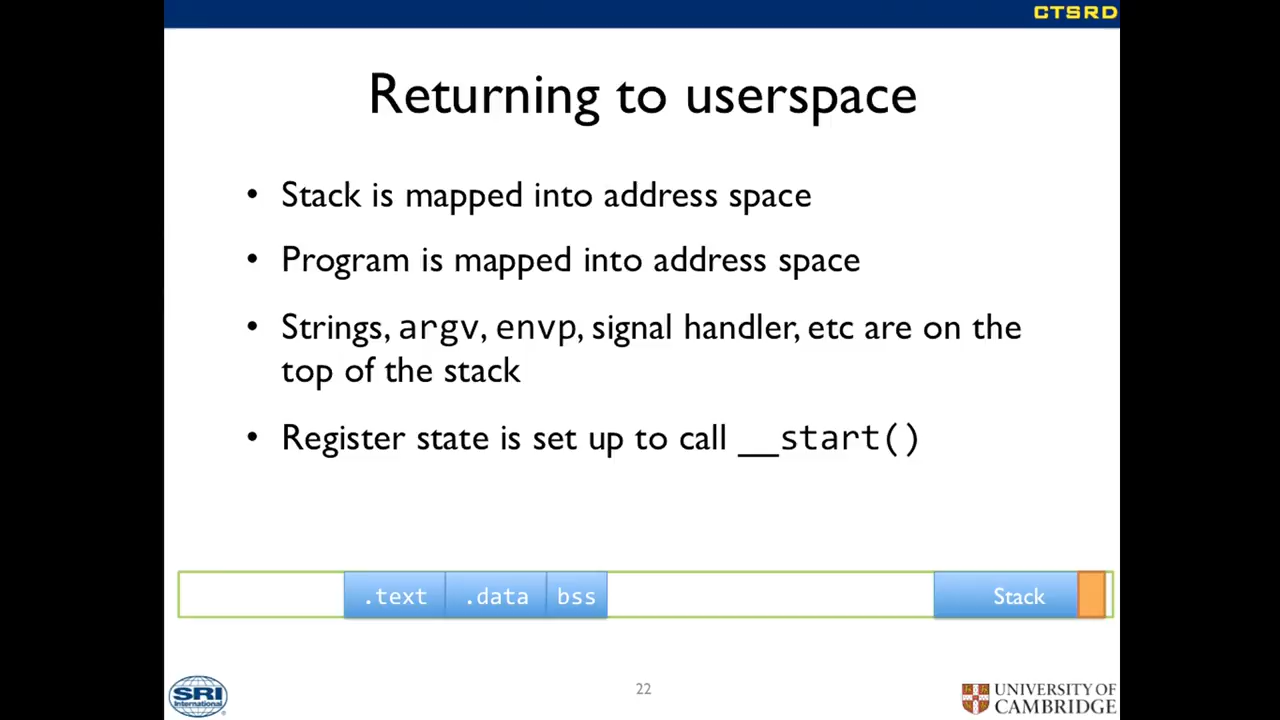 CTSRD
Returning to userspace
• Stack is mapped into address space
• Program is mapped into address space
• Strings, argv, envp, signal handler, etc are on the
top of the stack
• Register state is set up to call __start()
.text .data bss Stack
SRI
International
22
UNIVERSITY OF
CAMBRIDGE